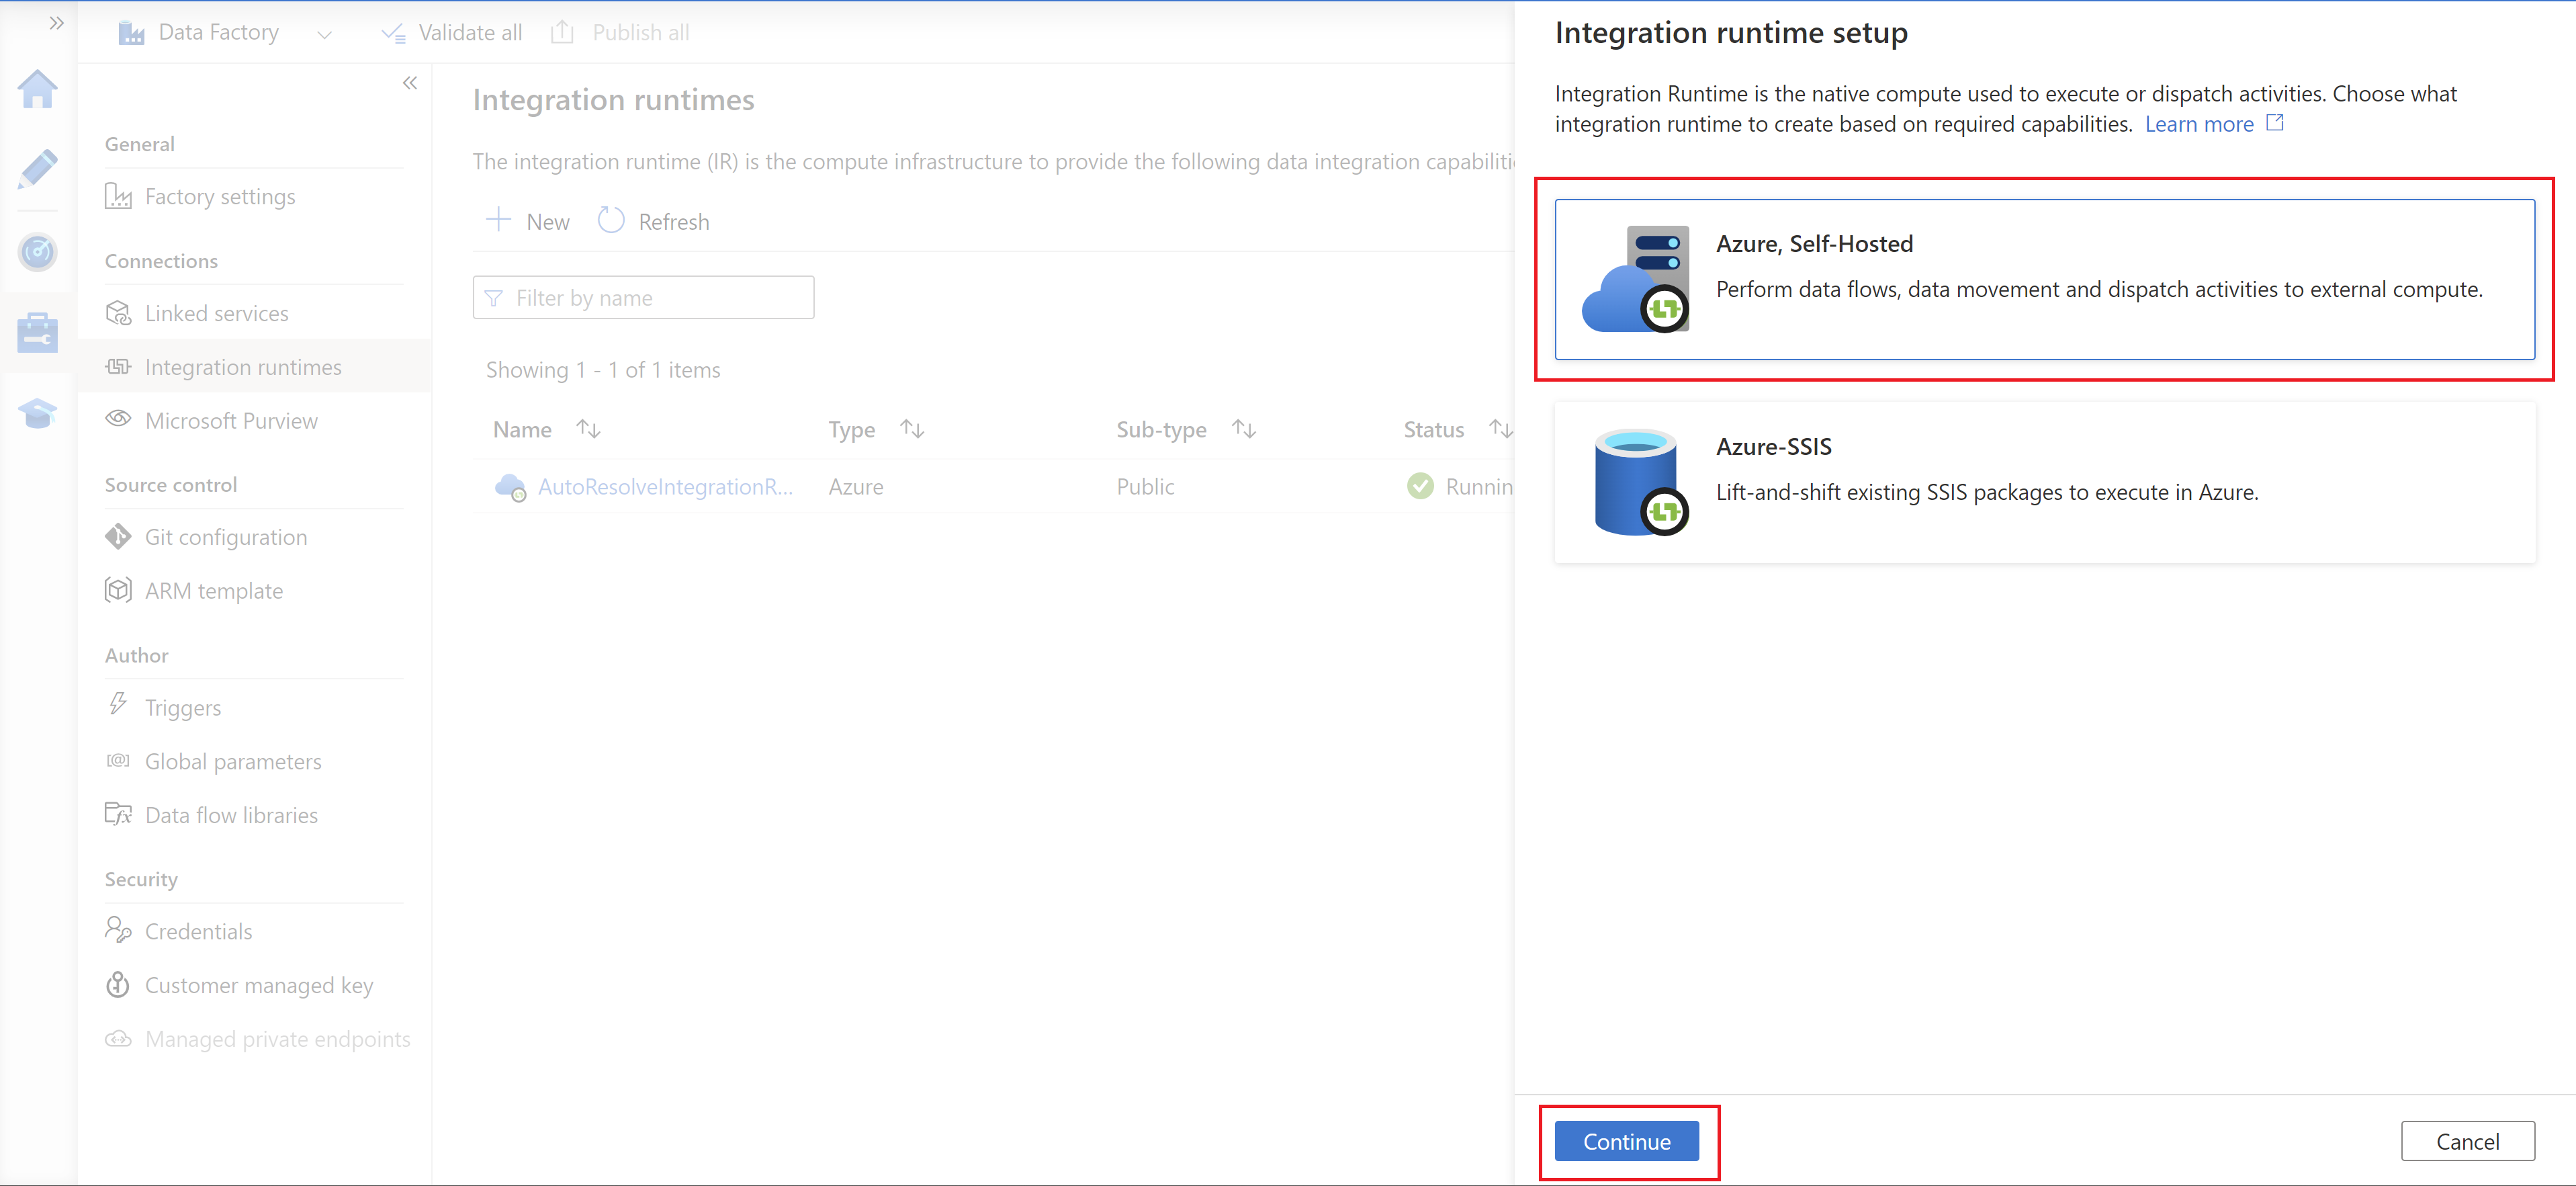 Data Factory
Validate all
Publish all
General
Factory settings
Connections
Linked services
Integration runtimes
Microsoft Purview
Source control
Git configuration
ARM template
Author
Triggers
Global parameters
Data flow libraries
Security
Credentials
Customer managed key
Managed private endpoints
Integration runtimes
The integration runtime (IR) is the compute infrastructure to provide the following data integration capabiliti
New
Refresh
Filter by name
Showing 1 - 1 of 1 items
Name Type Sub-type Status
AutoResolveIntegrationR... Azure Public Runnin
Integration runtime setup
Integration Runtime is the native compute used to execute or dispatch activities. Choose what
integration runtime to create based on required capabilities. Learn more
Azure, Self-Hosted
Perform data flows, data movement and dispatch activities to external compute.
Azure-SSIS
Lift-and-shift existing SSIS packages to execute in Azure.
Continue
Cancel